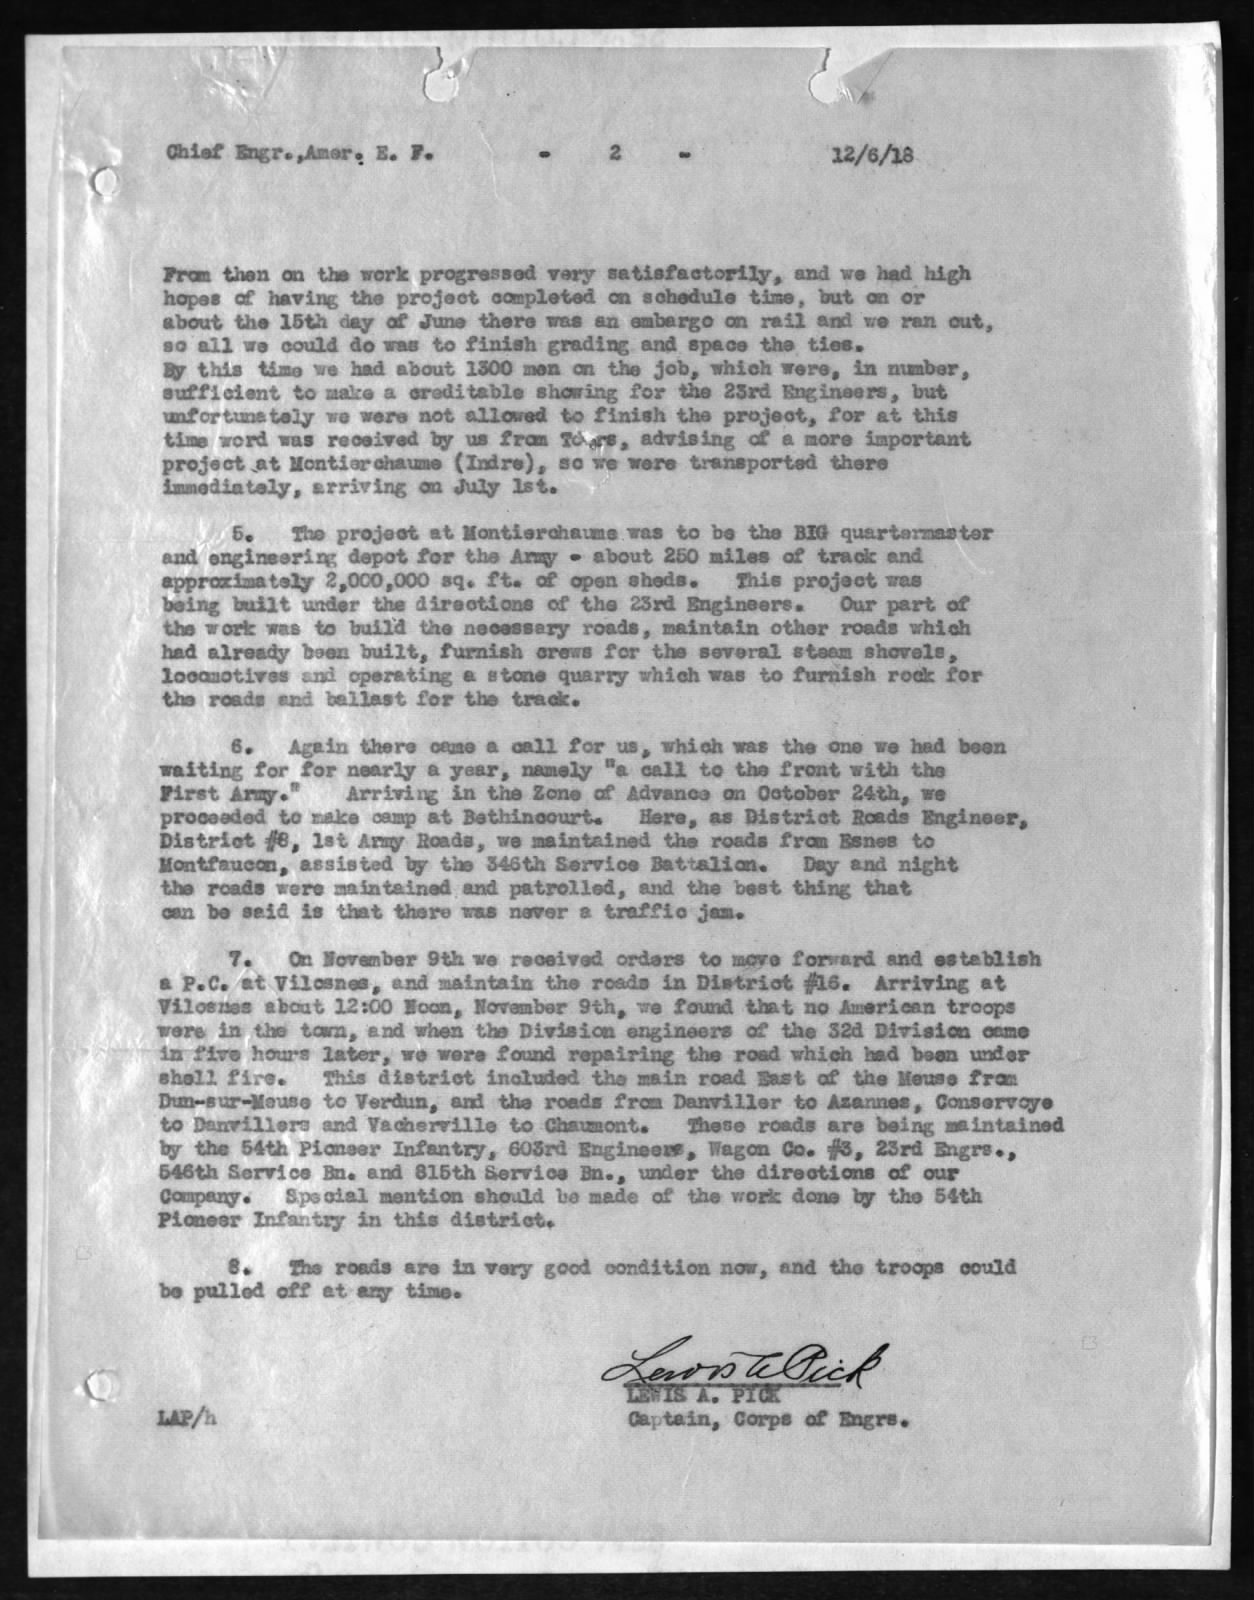 Chief Engr.,Amer. E. F. - 2 - 12/6/18
From then on the work progressed very satisfactorily, and we had high
hopes of having the project completed on schedule time, but on or
about the 15th day of June there was an embargo on rail and we ran out,
so all we could do was to finish grading and space the ties.
By this time we had about 1300 men on the job, which were, in number,
sufficient to make a creditable showing for the 23rd Engineers, but
unfortunately we were not allowed to finish the project, for at this
time word was received by us from Tours, advising of a more important
project at Montierchaume (Indre), so we were transported there
immediately, arriving on July 1st.
5. The project at Montierchaume was to be the BIG quartermaster
and engineering depot for the Army - about 250 miles of track and
approximately 2,000,000 sq. ft. of open sheds. This project was
being built under the directions of the 23rd Engineers. Our part of
the work was to build the necessary roads, maintain other roads which
had already been built, furnish crews for the several steam shovels,
locomotives and operating a stone quarry which was to furnish rock for
the roads and ballast for the track.
6. Again there came a call for us, which was the one we had been
waiting for for nearly a year, namely "a call to the front with the
First Army." Arriving in the Zone of Advance on October 24th, we
proceeded to make camp at Bethincourt. Here, as District Roads Engineer,
District #8, 1st Army Roads, we maintained the roads from Esnes to
Montfaucon, assisted by the 346th Service Battalion. Day and night
the roads were maintained and patrolled, and the best thing that
can be said is that there was never a traffic jam.
7. On November 9th we received orders to move forward and establish
a P.C. at Vilosnes, and maintain the roads in District #16. Arriving at
Vilosnes about 12:00 Noon, November 9th, we found that no American troops
were in the town, and when the Division engineers of the 32d Division came
in five hours later, we were found repairing the road which had been under
shell fire. This district included the main road East of the Meuse from
Dun-sur-Meuse to Verdun, and the roads from Danviller to Azannes, Conservoye
to Danvillers and Vacherville to Chaumont. These roads are being maintained
by the 54th Pioneer Infantry, 603rd Engineers, Wagon Co. #3, 23rd Engrs.,
546th Service Bn. and 815th Service Bn., under the directions of our
Company. Special mention should be made of the work done by the 54th
Pioneer Infantry in this district.
8. The roads are in very good condition now, and the troops could
be pulled off at any time.
Lewis A Pick
LEWIS A. PICK
LAP/h Captain, Corps of Engrs.